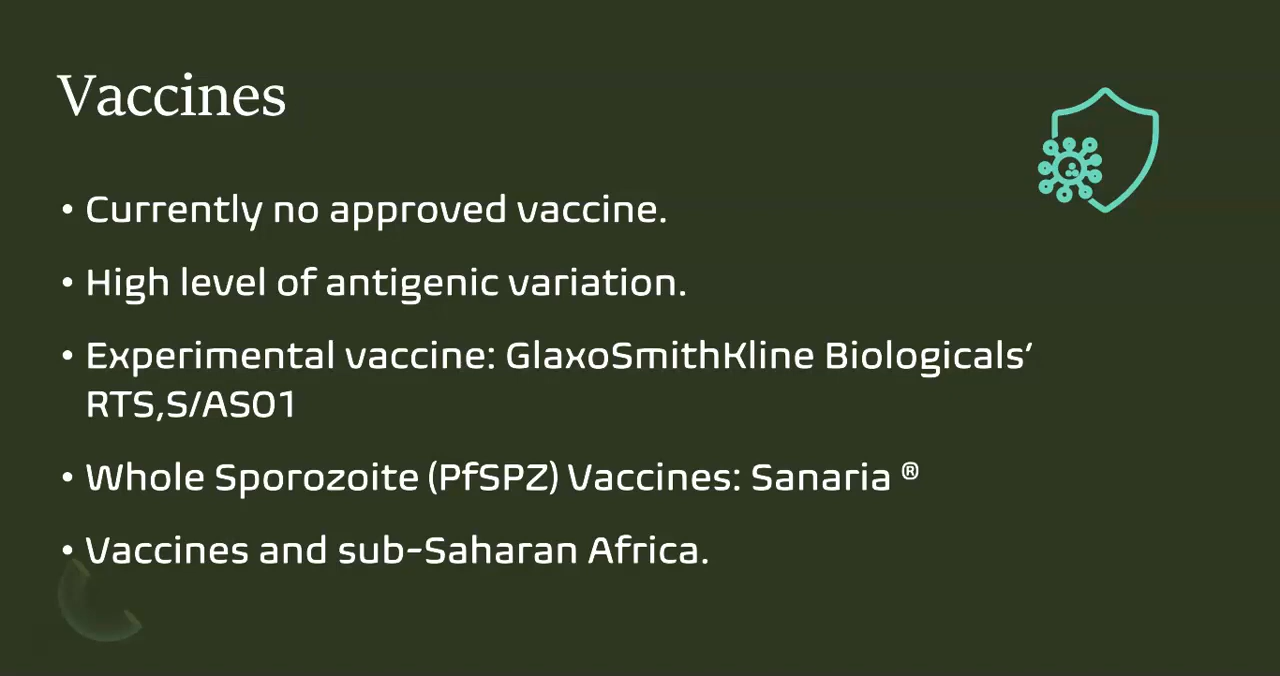 Vaccines
• Currently no approved vaccine.
• High level of antigenic variation.
• Experimental vaccine: GlaxoSmithKline Biologicals’
RTS,S/AS01
• Whole Sporozoite (PfSPZ) Vaccines: Sanaria ®
• Vaccines and sub-Saharan Africa.